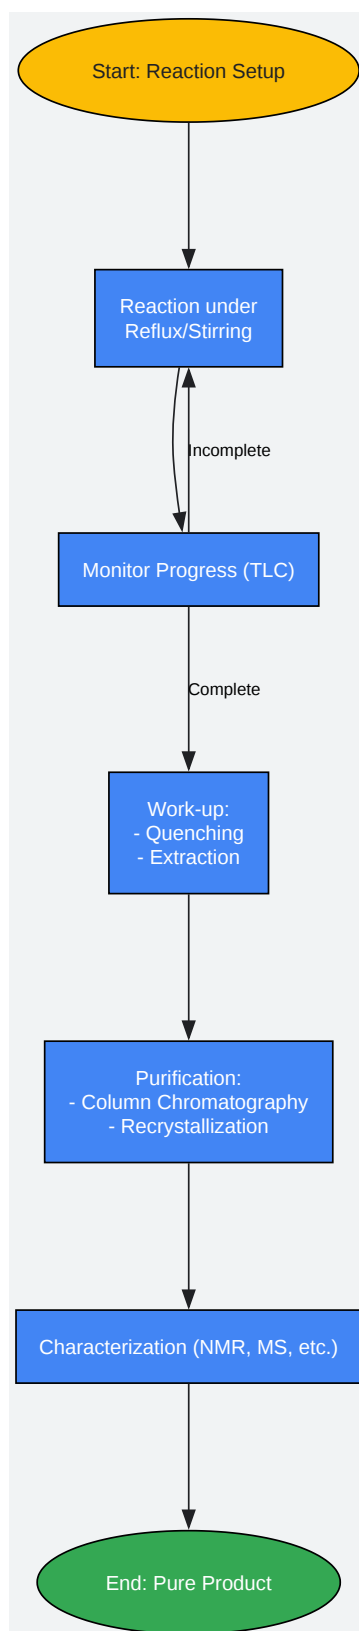 Start: Reaction Setup
Reaction under
Reflux/Stirring
Incomplete
Monitor Progress (TLC)
Complete
Work-up:
- Quenching
- Extraction
Purification:
- Column Chromatography
- Recrystallization
Characterization (NMR, MS, etc.)
End: Pure Product